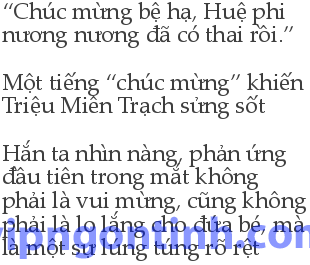 “Chúc mừng bệ hạ, Huệ phi
nương nương đã có thai rồi.”
Một tiếng “chúc mừng” khiến
Triệu Miên Trạch sửng sốt
Hắn ta nhìn nàng, phản ứng
đầu tiên trong mắt không
phải là vui mừng, cũng không
phải là lo lắng cho đứa bé, mà
là một sự lúng túng rõ rệt
vipngontinh.com